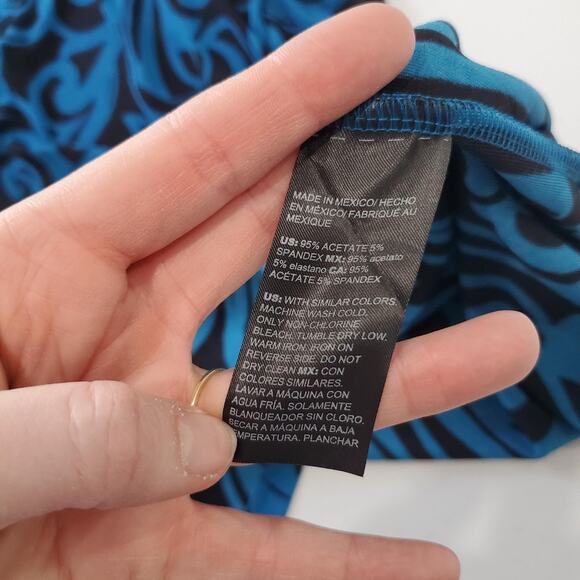 MADE IN MEXICO/ HECHO
EN MÉXICO/ FABRIQUÉ AU
MEXIQUE
US: 95% ACETATE 5%
SPANDEX MX: 95% acetato
5% elastano CA: 95%
ACÉTATE 5% SPANDEX
US: WITH SIMILAR COLORS
MACHINE WASH COLD.
ONLY NON-CHLORINE
BLEACH. TUMBLE DRY LOW.
WARM IRON. IRON ON
REVERSE SIDE. DO NOT
DRY CLEAN MX: CON
COLORES SIMILARES.
LAVAR A MÁQUINA CON
AGUA FRÍA. SOLAMENTE
BLANQUEADOR SIN CLORO.
SECAR A MÁQUINA A BAJA
TEMPERATURA. PLANCHAR